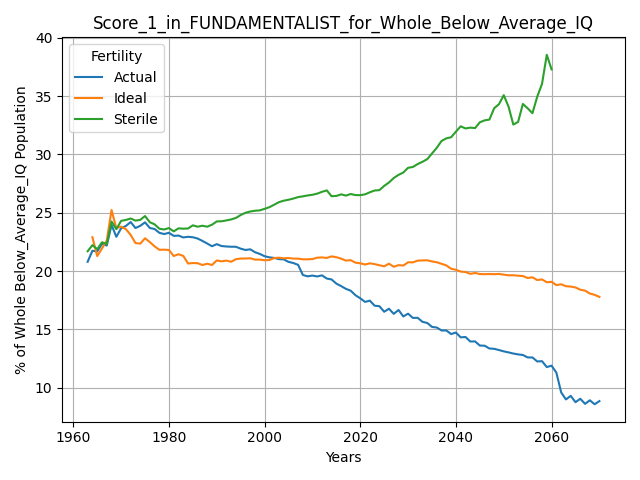 Score_1_in_FUNDAMENTALIST_for_Whole_Below_Average_IQ
Fertility
Actual
Ideal
Sterile
% of Whole Below_Average_IQ Population
40
35
30
25
20
15
10
1960
1980
2000
2020
2040
2060
Years